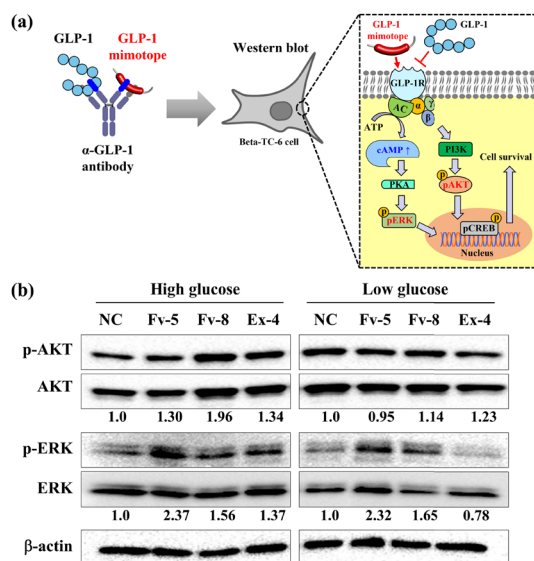 (a)
GLP-1
GLP-1
mimotope
α-GLP-1
antibody
Western blot
Beta-TC-6 cell
GLP-1
mimotope
GLP-1
GLP-1R
AC
α
γ
β
ATP
cAMP ↑
PI3K
Cell survival
PKA
p
pAKT
p
pERK
p
pCREB
Nucleus
(b)
High glucose
Low glucose
NC Fv-5 Fv-8 Ex-4 NC Fv-5 Fv-8 Ex-4
p-AKT
AKT
1.0 1.30 1.96 1.34 1.0 0.95 1.14 1.23
p-ERK
ERK
1.0 2.37 1.56 1.37 1.0 2.32 1.65 0.78
β-actin